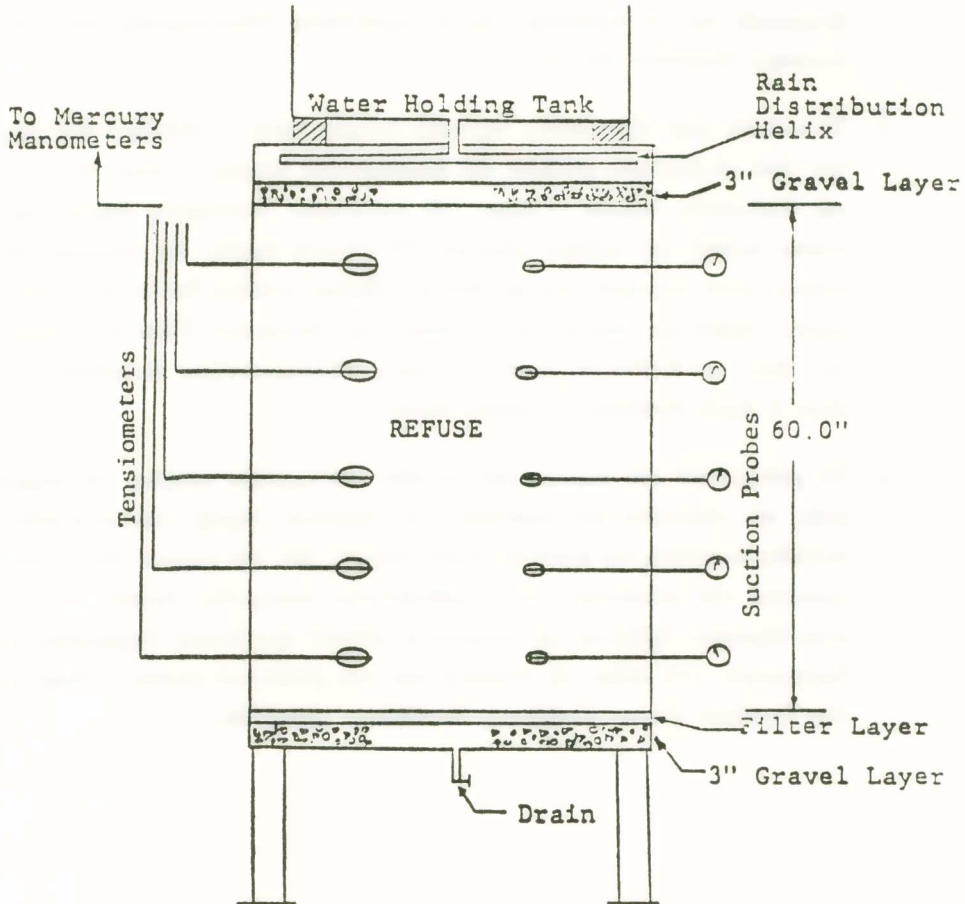 Water Holding Tank
Rain
Distribution
Helix
To Mercury
Manometers
3" Gravel Layer
Tensiometers
REFUSE
Suction Probes
60.0"
Filter Layer
3" Gravel Layer
Drain